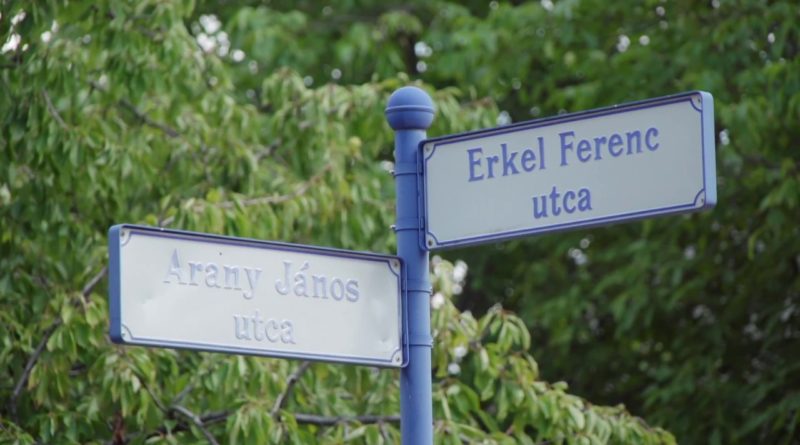 Erkel Ferenc
utca
Arany János
utca